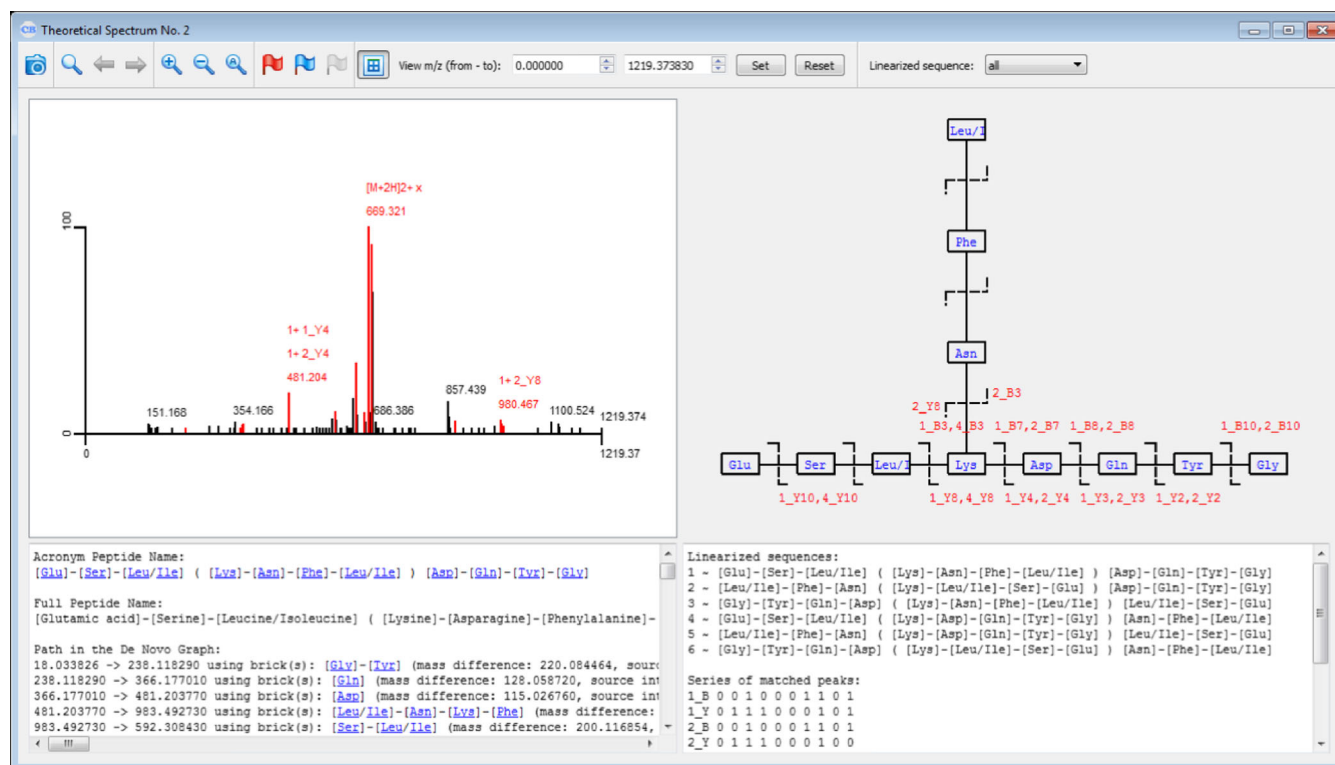 CB Theoretical Spectrum No. 2
View m/z (from - to): 0.000000 1219.373830 Set Reset Linearized sequence: all
[M+2H]2+ x
669.321
100
1+ 1_Y4
1+ 2_Y4
481.204
151.168
354.166
686.386
857.439
1+ 2_Y8
980.467
1100.524
1219.374
0
0
1219.37
Leu/I
Phe
Asn
2_B3
2_Y8
1_B3,4_B3 1_B7,2_B7 1_B8,2_B8 1_B10,2_B10
Glu Ser Leu/I Lys Asp Gln Tyr Gly
1_Y10,4_Y10 1_Y8,4_Y8 1_Y4,2_Y4 1_Y3,2_Y3 1_Y2,2_Y2
Acronym Peptide Name:
[Glu]-[Ser]-[Leu/Ile] ( [Lys]-[Asn]-[Phe]-[Leu/Ile] ) [Asp]-[Gln]-[Tyr]-[Gly]
Full Peptide Name:
[Glutamic acid]-[Serine]-[Leucine/Isoleucine] ( [Lysine]-[Asparagine]-[Phenylalanine]-
Path in the De Novo Graph:
18.033826 -> 238.118290 using brick(s): [Gly]-[Tyr] (mass difference: 220.084464, sourc
238.118290 -> 366.177010 using brick(s): [Gln] (mass difference: 128.058720, source int
366.177010 -> 481.203770 using brick(s): [Asp] (mass difference: 115.026760, source int
481.203770 -> 983.492730 using brick(s): [Leu/Ile]-[Asn]-[Lys]-[Phe] (mass difference:
983.492730 -> 592.308430 using brick(s): [Ser]-[Leu/Ile] (mass difference: 200.116854,
Linearized sequences:
1 ~ [Glu]-[Ser]-[Leu/Ile] ( [Lys]-[Asn]-[Phe]-[Leu/Ile] ) [Asp]-[Gln]-[Tyr]-[Gly]
2 ~ [Leu/Ile]-[Phe]-[Asn] ( [Lys]-[Leu/Ile]-[Ser]-[Glu] ) [Asp]-[Gln]-[Tyr]-[Gly]
3 ~ [Gly]-[Tyr]-[Gln]-[Asp] ( [Lys]-[Asn]-[Phe]-[Leu/Ile] ) [Leu/Ile]-[Ser]-[Glu]
4 ~ [Glu]-[Ser]-[Leu/Ile] ( [Lys]-[Asp]-[Gln]-[Tyr]-[Gly] ) [Asn]-[Phe]-[Leu/Ile]
5 ~ [Leu/Ile]-[Phe]-[Asn] ( [Lys]-[Asp]-[Gln]-[Tyr]-[Gly] ) [Leu/Ile]-[Ser]-[Glu]
6 ~ [Gly]-[Tyr]-[Gln]-[Asp] ( [Lys]-[Leu/Ile]-[Ser]-[Glu] ) [Asn]-[Phe]-[Leu/Ile]
Series of matched peaks:
1_B 0 0 1 0 0 0 1 1 0 1
1_Y 0 1 1 1 0 0 0 1 0 1
2_B 0 0 1 0 0 0 1 1 0 1
2_Y 0 1 1 1 0 0 0 1 0 0